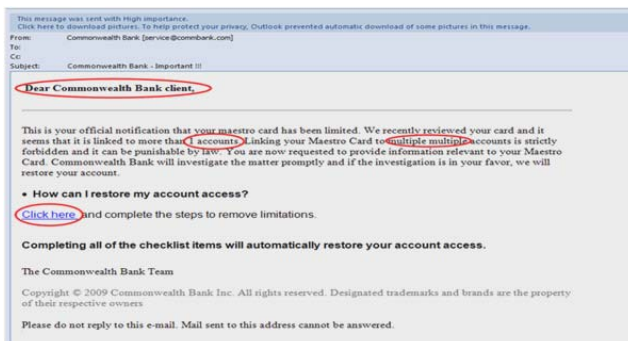 This message was sent with High importance.
Click here to download pictures. To help protect your privacy, Outlook prevented automatic download of some pictures in this message.
From: Commonwealth Bank [service@commbank.com]
To:
Cc:
Subject: Commonwealth Bank - Important !!!
Dear Commonwealth Bank client,
This is your official notification that your maestro card has been limited. We recently reviewed your card and it
seems that it is linked to more than 1 accounts. Linking your Maestro Card to multiple multiple accounts is strictly
forbidden and it can be punishable by law. You are now requested to provide information relevant to your Maestro
Card. Commonwealth Bank will investigate the matter promptly and if the investigation is in your favor, we will
restore your account.
• How can I restore my account access?
Click here and complete the steps to remove limitations.
Completing all of the checklist items will automatically restore your account access.
The Commonwealth Bank Team
Copyright © 2009 Commonwealth Bank Inc. All rights reserved. Designated trademarks and brands are the property
of their respective owners
Please do not reply to this e-mail. Mail sent to this address cannot be answered.